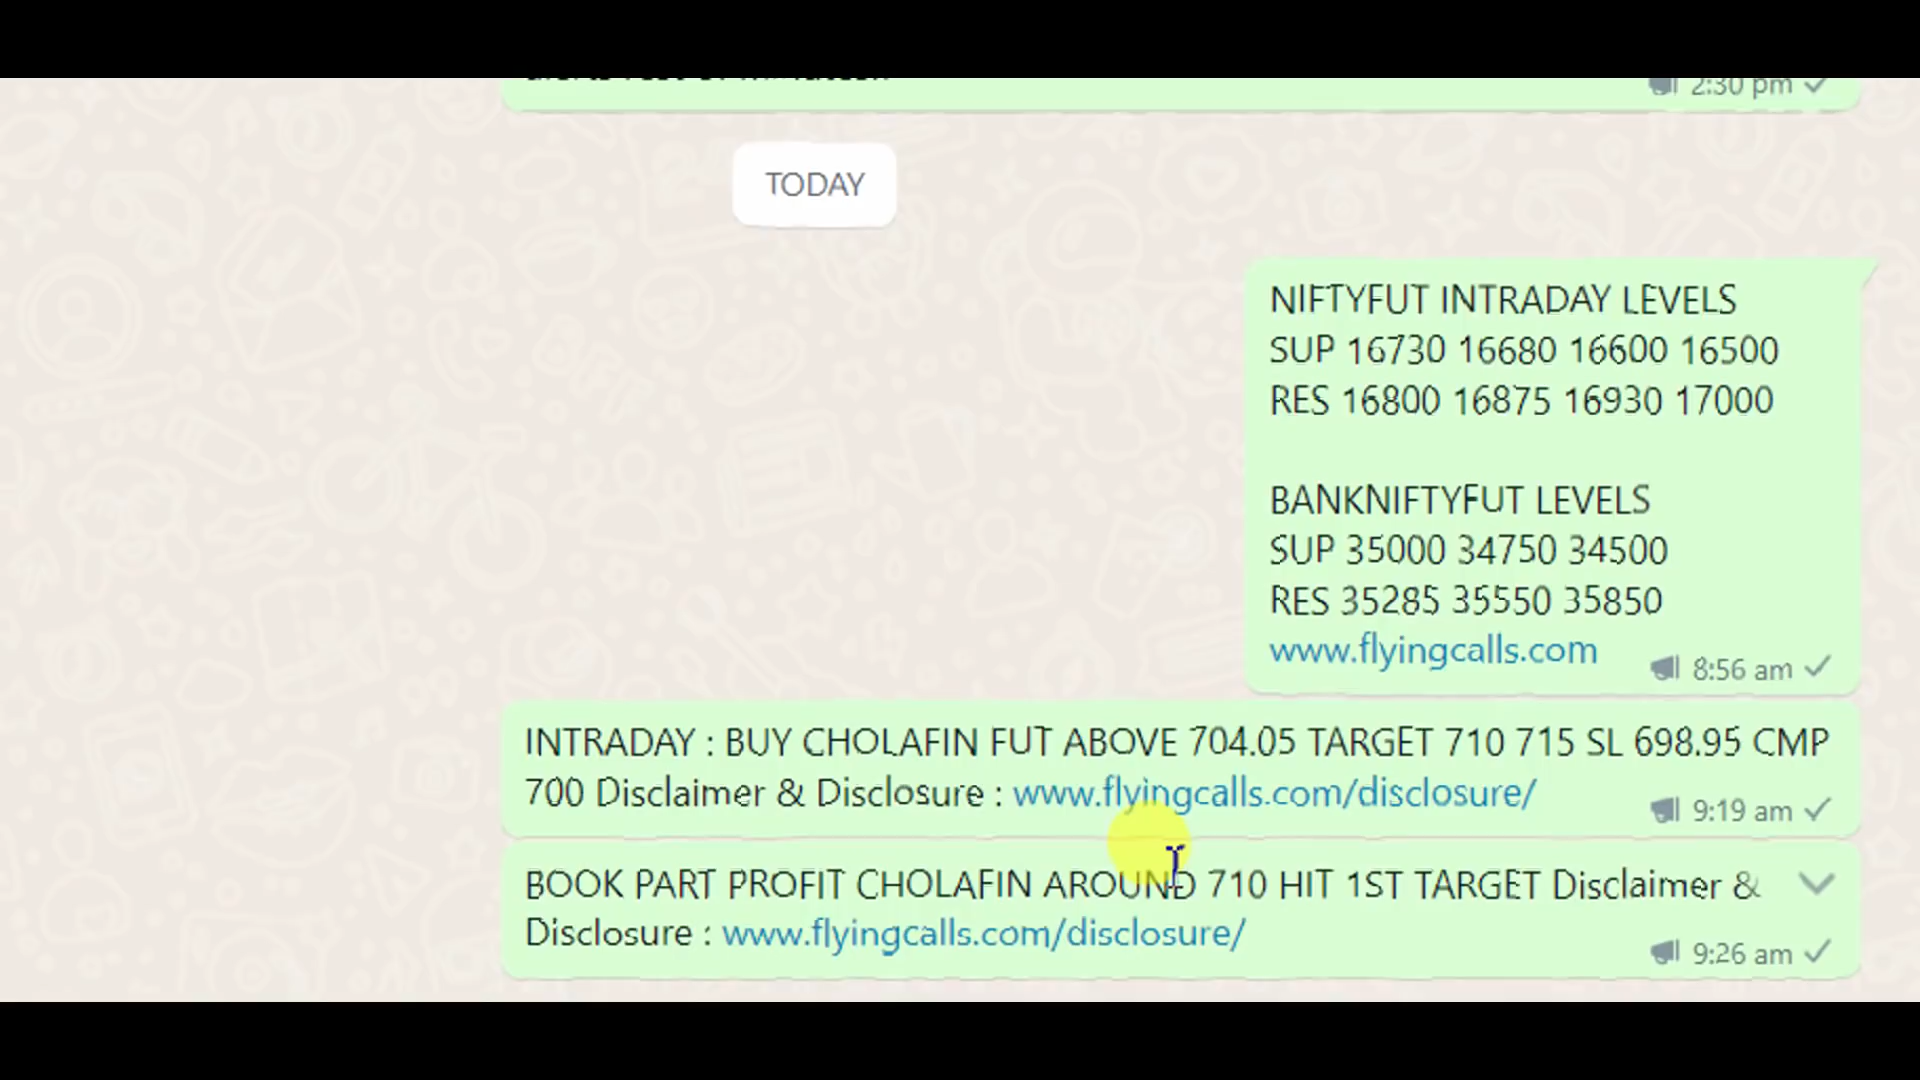 2:30 pm
TODAY
NIFTYFUT INTRADAY LEVELS
SUP 16730 16680 16600 16500
RES 16800 16875 16930 17000
BANKNIFTYFUT LEVELS
SUP 35000 34750 34500
RES 35285 35550 35850
www.flyingcalls.com
8:56 am
INTRADAY : BUY CHOLAFIN FUT ABOVE 704.05 TARGET 710 715 SL 698.95 CMP
700 Disclaimer & Disclosure : www.flyingcalls.com/disclosure/
9:19 am
BOOK PART PROFIT CHOLAFIN AROUND 710 HIT 1ST TARGET Disclaimer &
Disclosure : www.flyingcalls.com/disclosure/
9:26 am